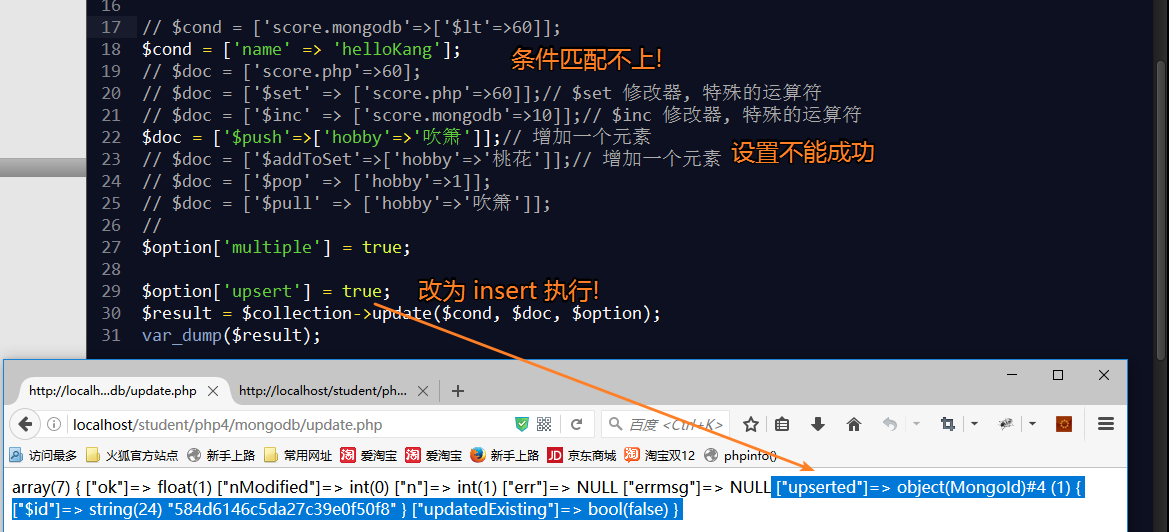 16
17 // $cond = ['score.mongodb'=>['$lt'=>60]];
18 $cond = ['name' => 'helloKang'];
条件匹配不上!
19 // $doc = ['score.php'=>60];
20 // $doc = ['$set' => ['score.php'=>60]];// $set 修改器, 特殊的运算符
21 // $doc = ['$inc' => ['score.mongodb'=>10]];// $inc 修改器, 特殊的运算符
22 $doc = ['$push'=>['hobby'=>'吹箫']];// 增加一个元素
23 // $doc = ['$addToSet'=>['hobby'=>'桃花']];// 增加一个元素
设置不能成功
24 // $doc = ['$pop' => ['hobby'=>1]];
25 // $doc = ['$pull' => ['hobby'=>'吹箫']];
26 //
27 $option['multiple'] = true;
28
29 $option['upsert'] = true;
改为 insert 执行!
30 $result = $collection->update($cond, $doc, $option);
31 var_dump($result);
http://localh...db/update.php
http://localhost/student/ph...
localhost/student/php4/mongodb/update.php
百度 <Ctrl+K>
访问最多 火狐官方站点 新手上路 常用网址 淘 爱淘宝 淘 爱淘宝 新手上路 JD 京东商城 淘 淘宝双12 phpinfo()
array(7) { ["ok"]=> float(1) ["nModified"]=> int(0) ["n"]=> int(1) ["err"]=> NULL ["errmsg"]=> NULL ["upserted"]=> object(MongoId)#4 (1) {
["$id"]=> string(24) "584d6146c5da27c39e0f50f8" } ["updatedExisting"]=> bool(false) }